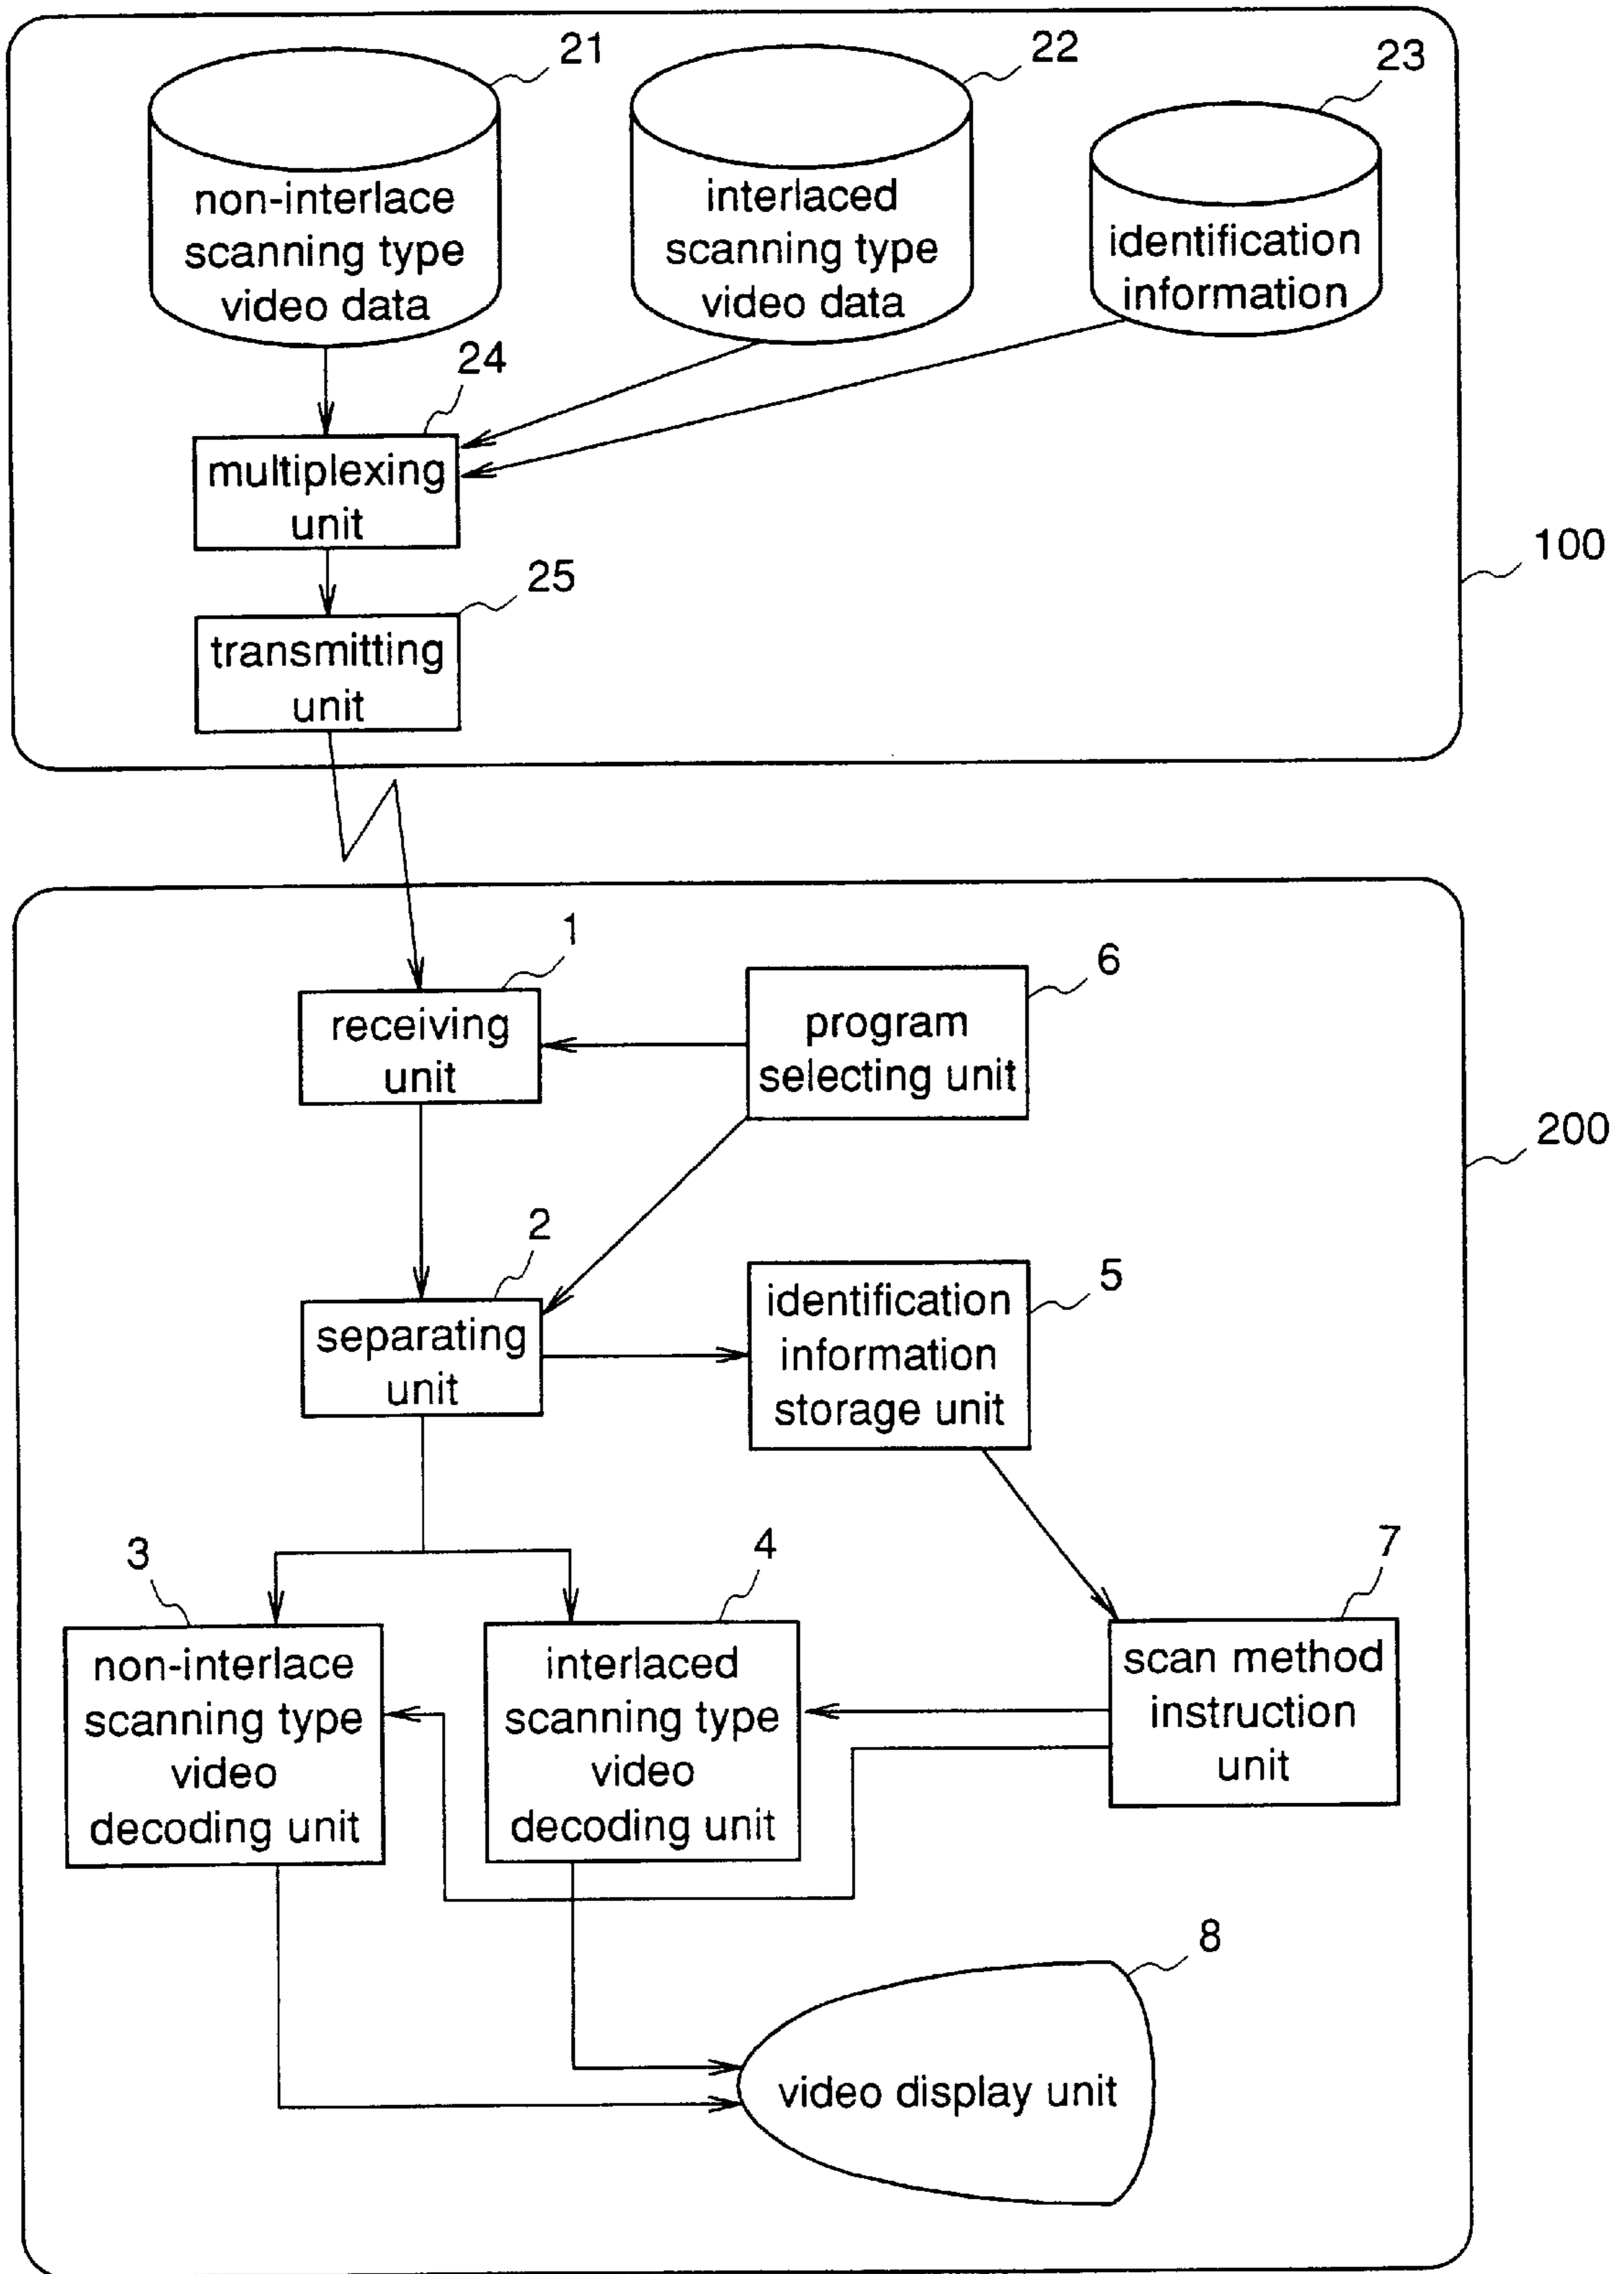 21
22
23
non-interlace
scanning type
video data
interlaced
scanning type
video data
identification
information
24
multiplexing
unit
100
25
transmitting
unit
1
receiving
unit
6
program
selecting unit
200
2
separating
unit
5
identification
information
storage unit
3
non-interlace
scanning type
video
decoding unit
4
interlaced
scanning type
video
decoding unit
7
scan method
instruction
unit
8
video display unit